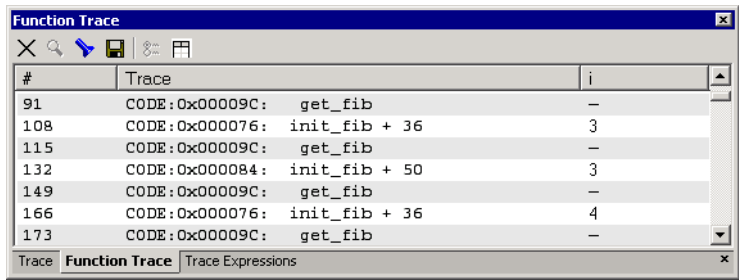 Function Trace
# Trace i
91 CODE:0x00009C: get_fib –
108 CODE:0x000076: init_fib + 36 3
115 CODE:0x00009C: get_fib –
132 CODE:0x000084: init_fib + 50 3
149 CODE:0x00009C: get_fib –
166 CODE:0x000076: init_fib + 36 4
173 CODE:0x00009C: get_fib –
Trace Function Trace Trace Expressions